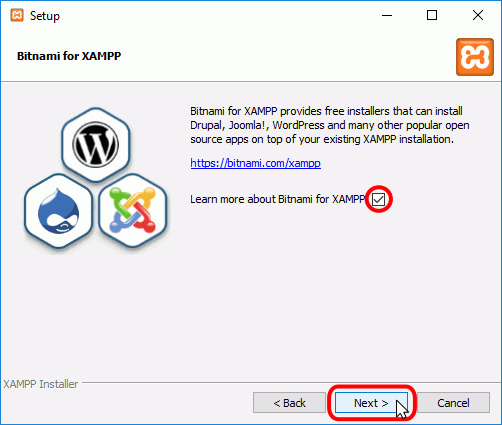 Setup
Bitnami for XAMPP
Bitnami for XAMPP provides free installers that can install
Drupal, Joomla!, WordPress and many other popular open
source apps on top of your existing XAMPP installation.
https://bitnami.com/xampp
Learn more about Bitnami for XAMPP
XAMPP Installer
< Back
Next >
Cancel